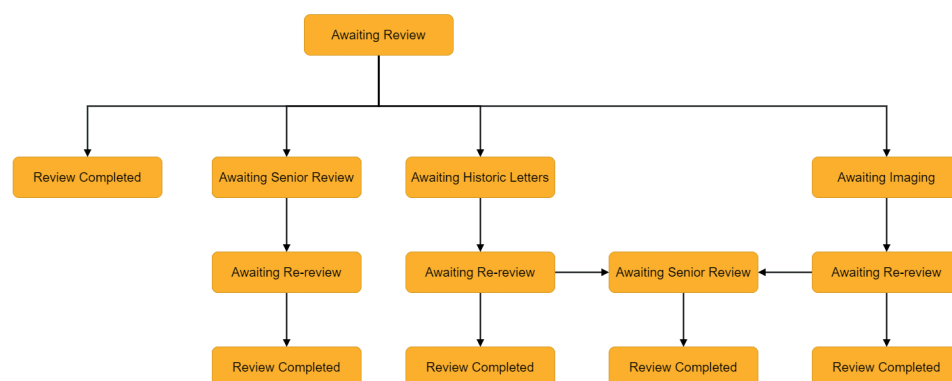 Awaiting Review
Review Completed
Awaiting Senior Review
Awaiting Historic Letters
Awaiting Imaging
Awaiting Re-review
Awaiting Re-review
Awaiting Senior Review
Awaiting Re-review
Review Completed
Review Completed
Review Completed
Review Completed